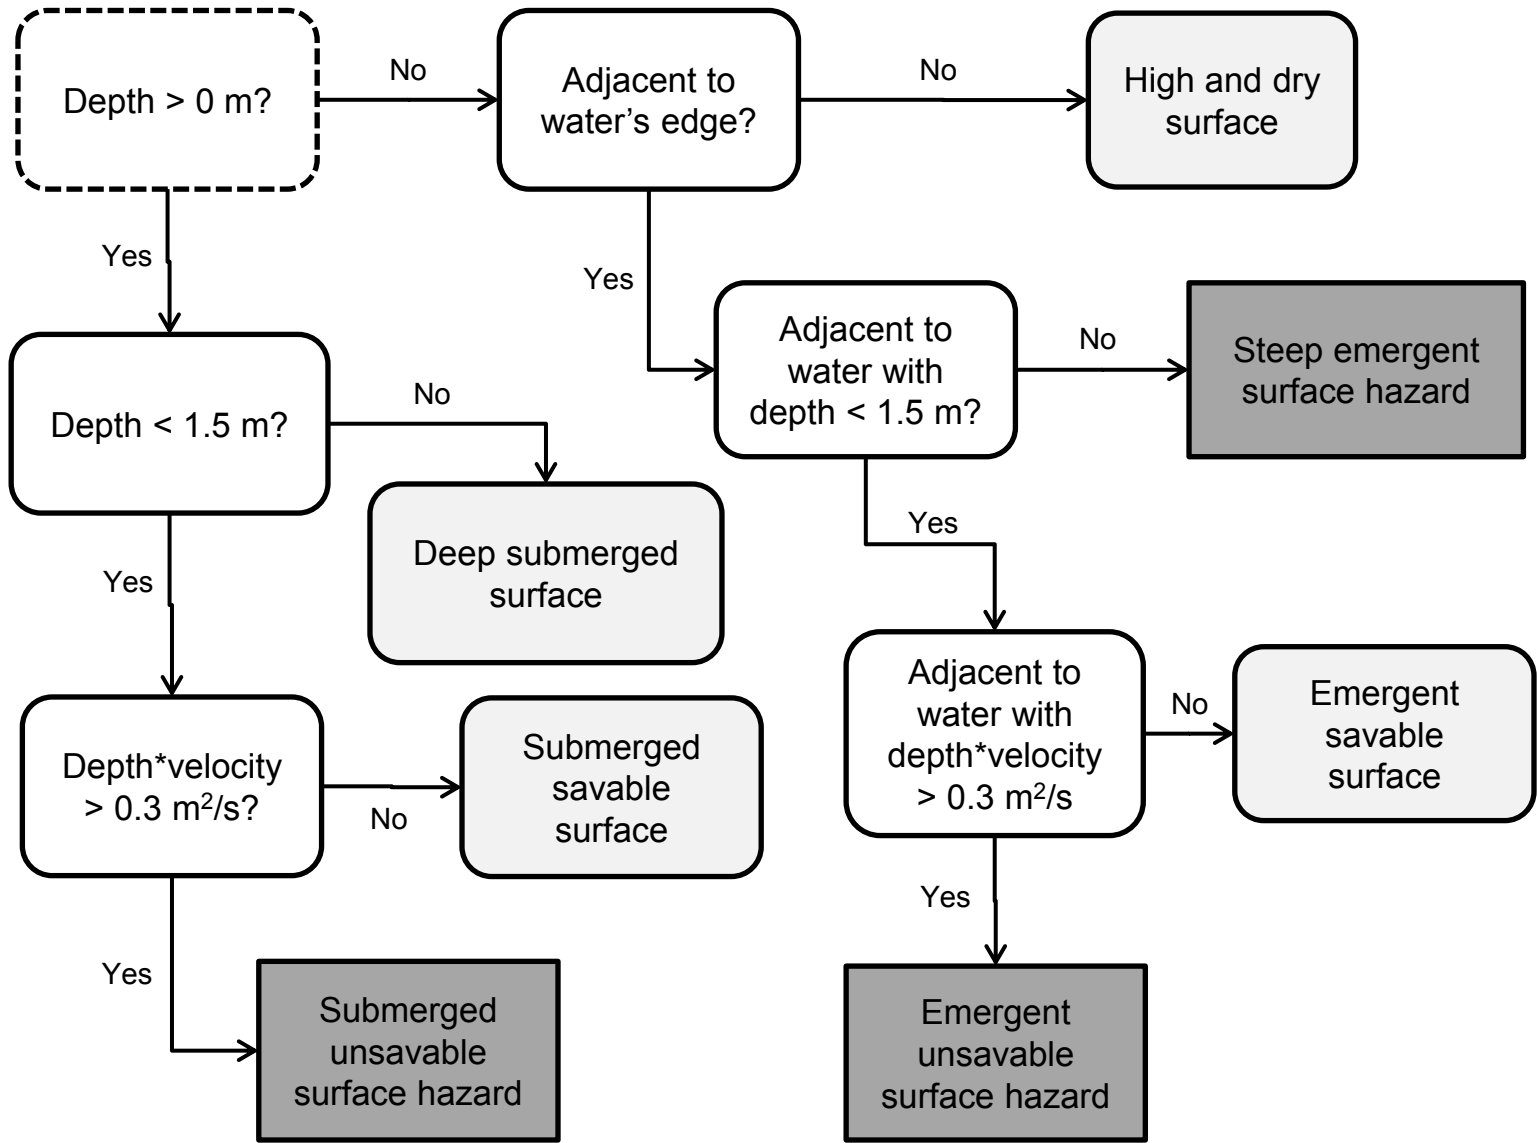 Depth > 0 m?
No
Adjacent to
water’s edge?
No
High and dry
surface
Yes
Yes
Adjacent to
water with
depth < 1.5 m?
No
Steep emergent
surface hazard
Depth < 1.5 m?
No
Deep submerged
surface
Yes
Yes
Adjacent to
water with
depth*velocity
> 0.3 m²/s
No
Emergent
savable
surface
Depth*velocity
> 0.3 m²/s?
No
Submerged
savable
surface
Yes
Yes
Submerged
unsavable
surface hazard
Emergent
unsavable
surface hazard